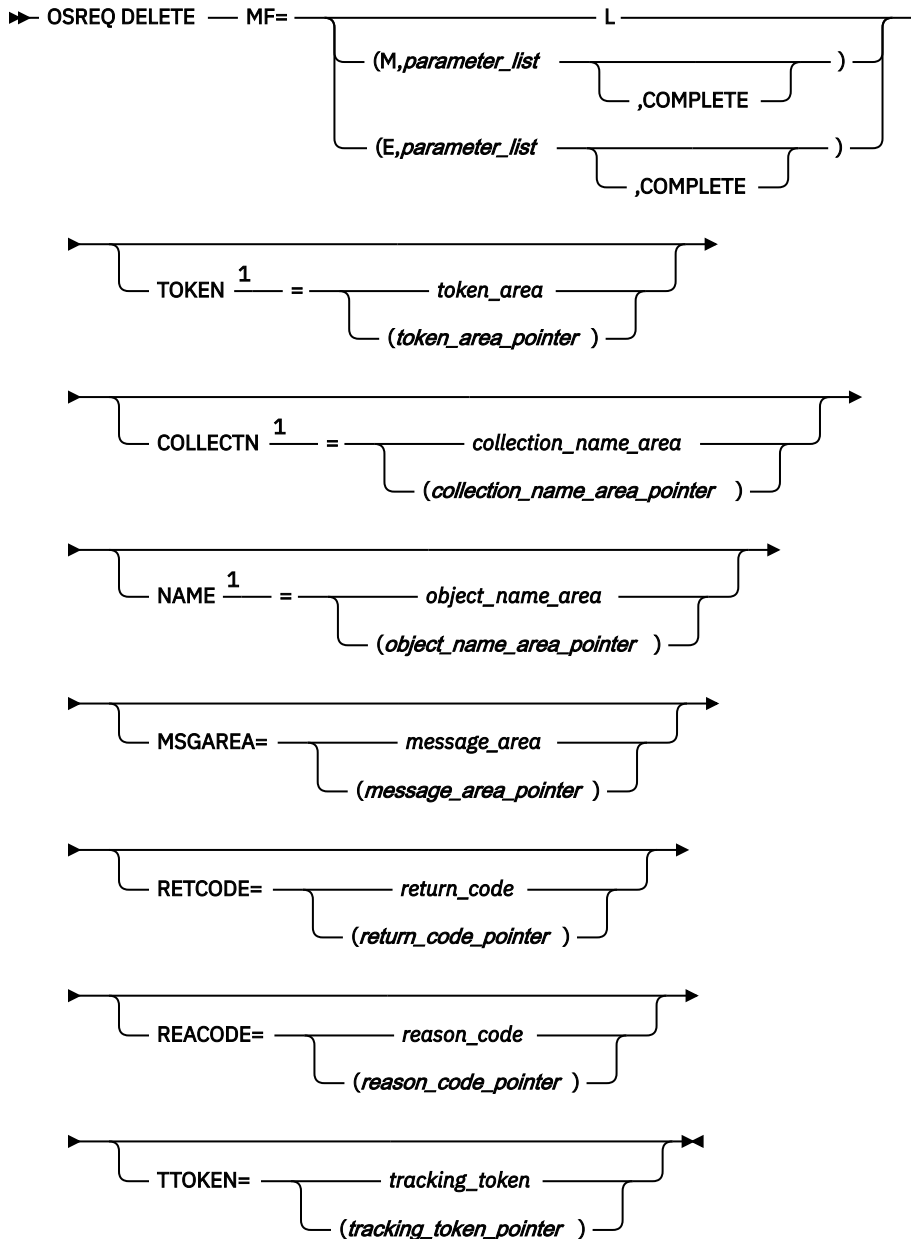 OSREQ DELETE MF= L
(M,parameter_list )
,COMPLETE
(E,parameter_list )
,COMPLETE
TOKEN 1 = token_area
(token_area_pointer )
COLLECTN 1 = collection_name_area
(collection_name_area_pointer )
NAME 1 = object_name_area
(object_name_area_pointer )
MSGAREA= message_area
(message_area_pointer )
RETCODE= return_code
(return_code_pointer )
REACODE= reason_code
(reason_code_pointer )
TTOKEN= tracking_token
(tracking_token_pointer )